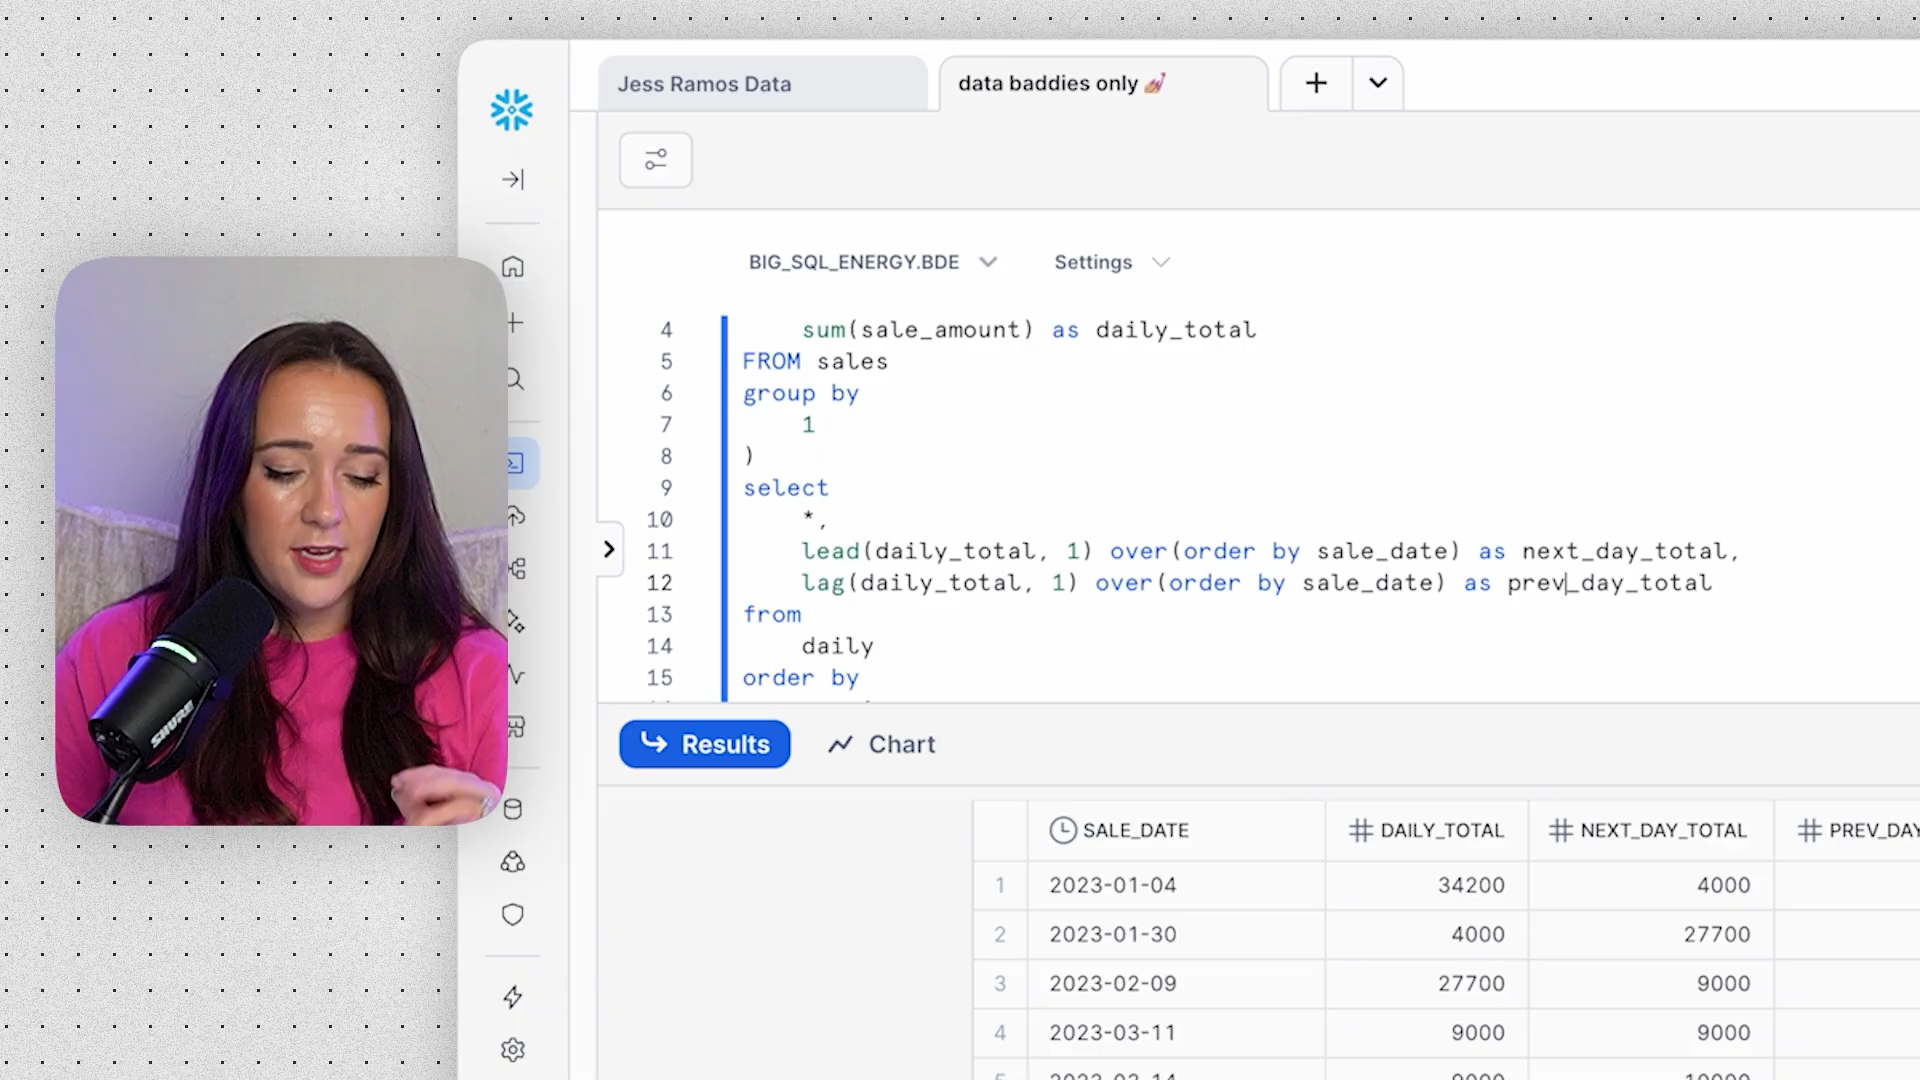 Jess Ramos Data
data baddies only 💅
BIG_SQL_ENERGY.BDE
Settings
4 sum(sale_amount) as daily_total
5 FROM sales
6 group by
7 1
8 )
9 select
10 *,
11 lead(daily_total, 1) over(order by sale_date) as next_day_total,
12 lag(daily_total, 1) over(order by sale_date) as prev_day_total
13 from
14 daily
15 order by
Results
Chart
SALE_DATE DAILY_TOTAL NEXT_DAY_TOTAL PREV_DAY
1 2023-01-04 34200 4000
2 2023-01-30 4000 27700
3 2023-02-09 27700 9000
4 2023-03-11 9000 9000
SHURE